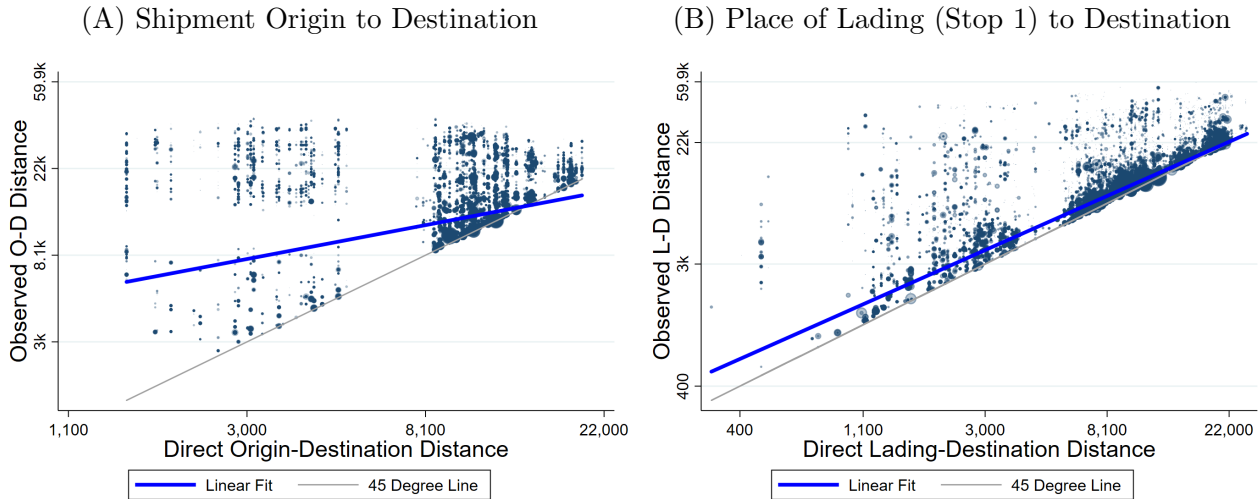 (A) Shipment Origin to Destination
Observed O-D Distance
59.9k
22k
8.1k
3k
1,100
3,000
8,100
22,000
Direct Origin-Destination Distance
Linear Fit
45 Degree Line
(B) Place of Lading (Stop 1) to Destination
Observed L-D Distance
59.9k
22k
3k
400
400
1,100
3,000
8,100
22,000
Direct Lading-Destination Distance
Linear Fit
45 Degree Line